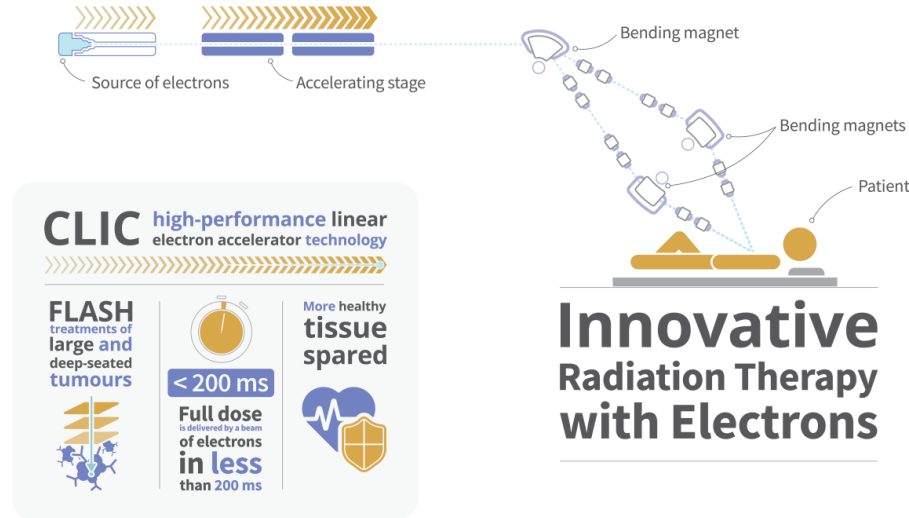 Source of electrons
Accelerating stage
Bending magnet
Bending magnets
Patient
CLIC
high-performance linear
electron accelerator technology
FLASH
treatments of
large and
deep-seated
tumours
< 200 ms
Full dose
is delivered by a beam
of electrons
in less
than 200 ms
More healthy
tissue
spared
Innovative
Radiation Therapy
with Electrons